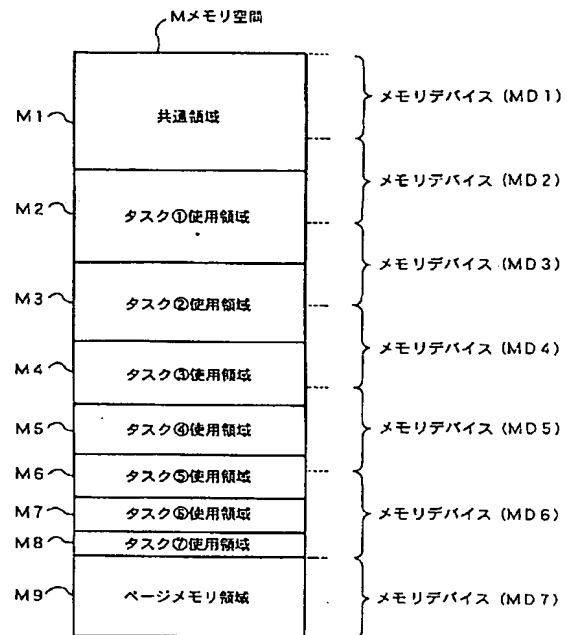 Mメモリ空間
M1
共通領域
メモリデバイス (MD1)
M2
タスク①使用領域
メモリデバイス (MD2)
M3
タスク②使用領域
メモリデバイス (MD3)
M4
タスク③使用領域
メモリデバイス (MD4)
M5
タスク④使用領域
メモリデバイス (MD5)
M6
タスク⑤使用領域
M7
タスク⑥使用領域
メモリデバイス (MD6)
M8
タスク⑦使用領域
M9
ページメモリ領域
メモリデバイス (MD7)